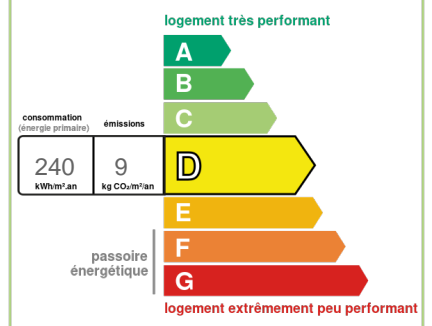 logement très performant
A
B
C
consommation
(énergie primaire)
émissions
240
9
kWh/m².an
kg CO₂/m²/an
D
E
F
G
passoire
énergétique
logement extrêmement peu performant